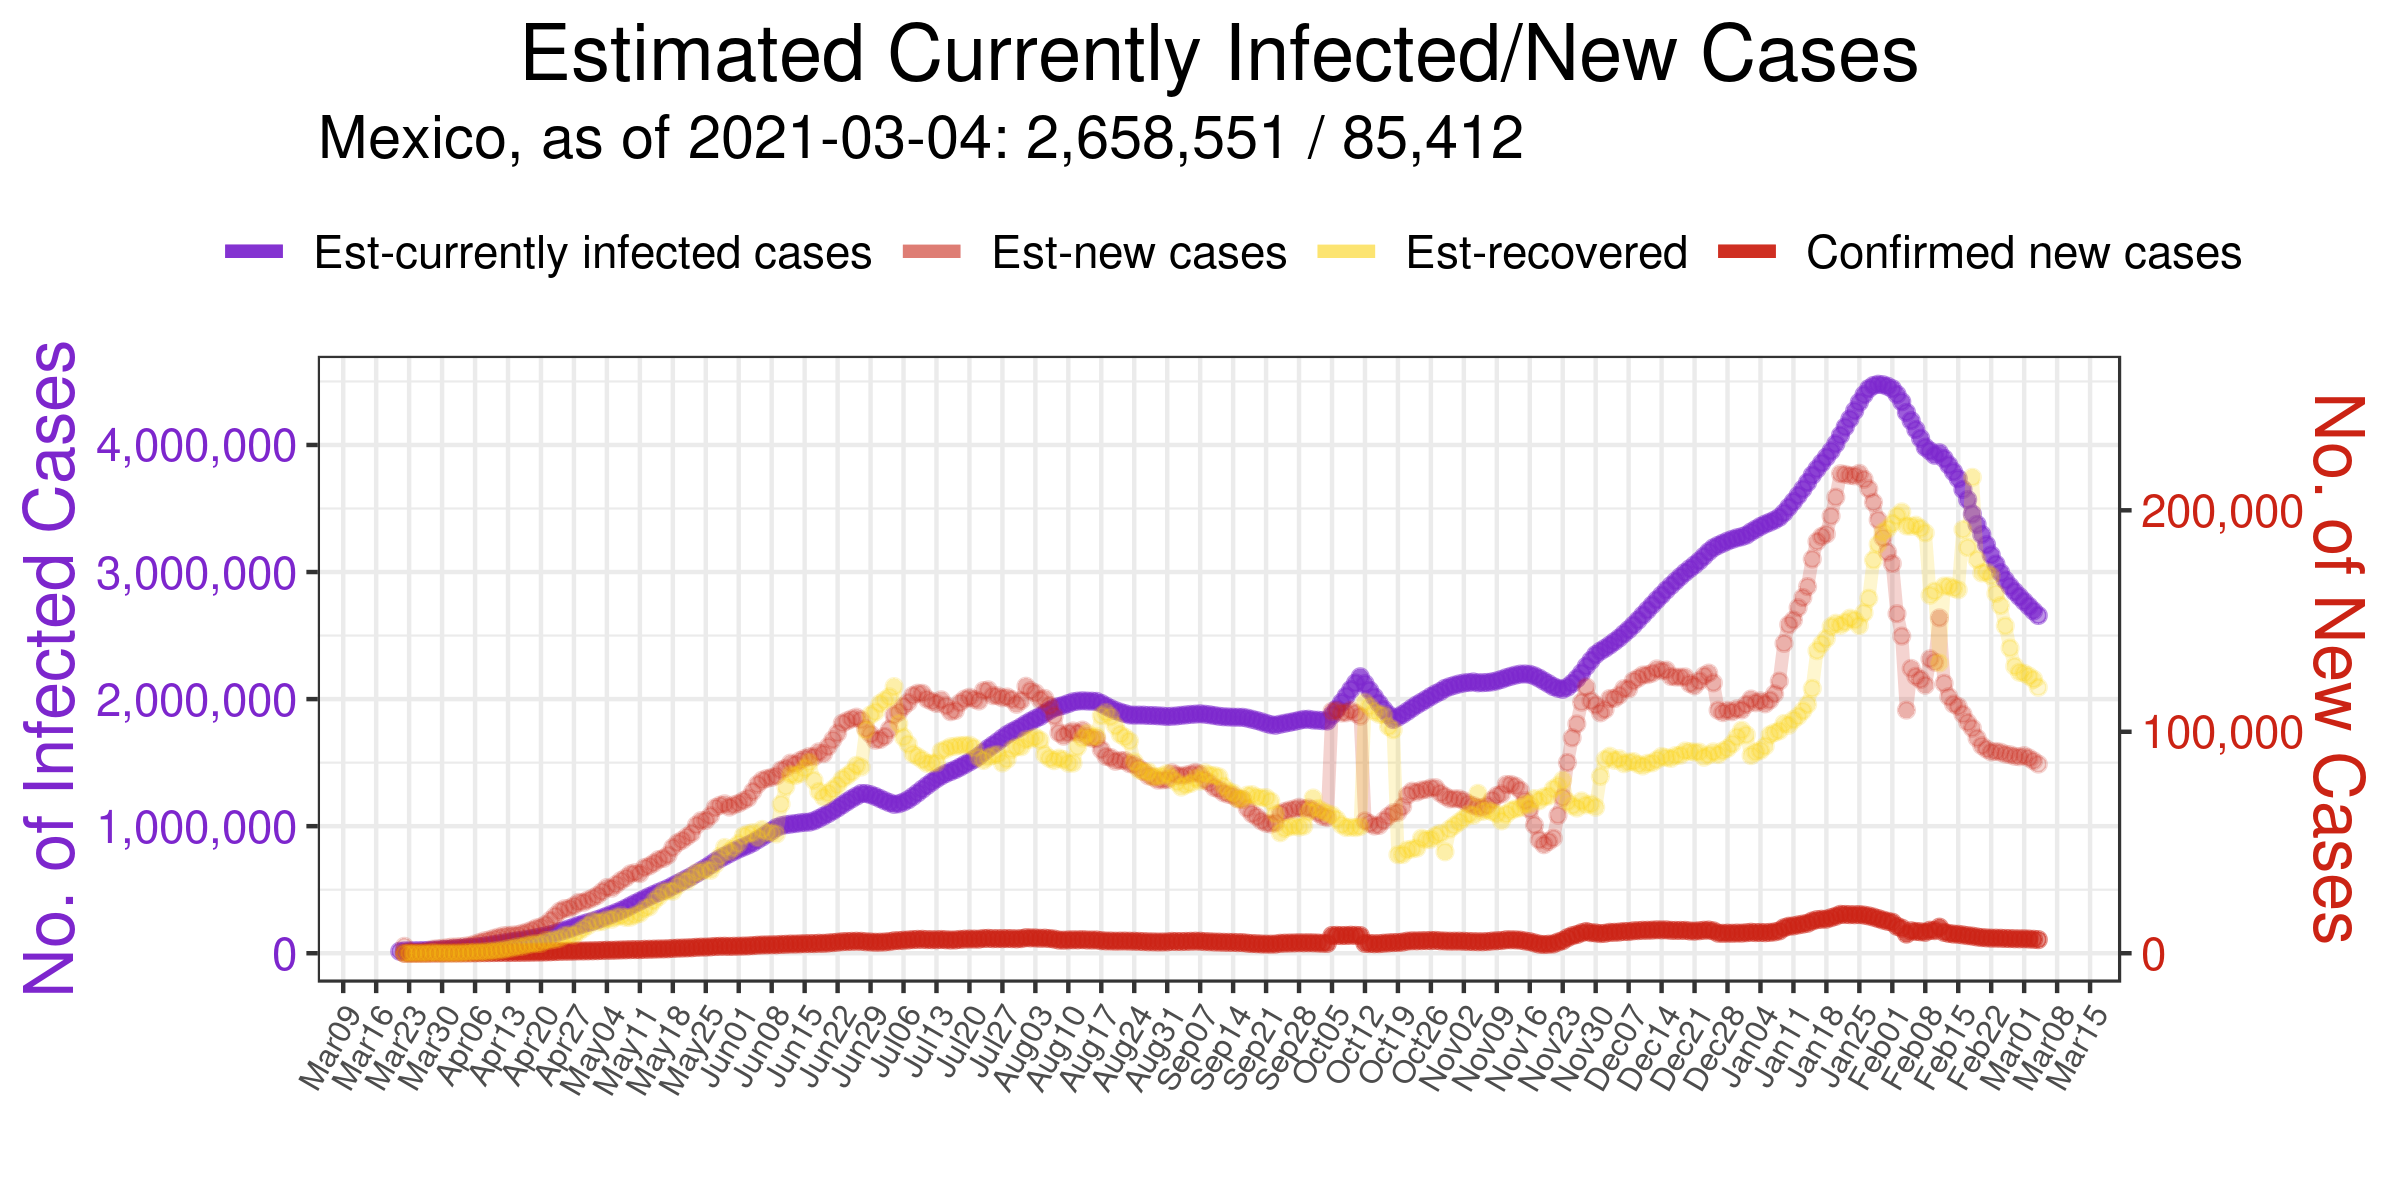 Estimated Currently Infected/New Cases
Mexico, as of 2021-03-04: 2,658,551 / 85,412
Est-currently infected cases Est-new cases Est-recovered Confirmed new cases
No. of Infected Cases
4,000,000
3,000,000
2,000,000
1,000,000
0
200,000
100,000
0
No. of New Cases
Mar09 Mar16 Mar23 Mar30 Apr06 Apr13 Apr20 Apr27 May04 May11 May18 May25 Jun01 Jun08 Jun15 Jun22 Jun29 Jul06 Jul13 Jul20 Jul27 Aug03 Aug10 Aug17 Aug24 Aug31 Sep07 Sep14 Sep21 Sep28 Oct05 Oct12 Oct19 Oct26 Nov02 Nov09 Nov16 Nov23 Nov30 Dec07 Dec14 Dec21 Dec28 Jan04 Jan11 Jan18 Jan25 Feb01 Feb08 Feb15 Feb22 Mar01 Mar08 Mar15